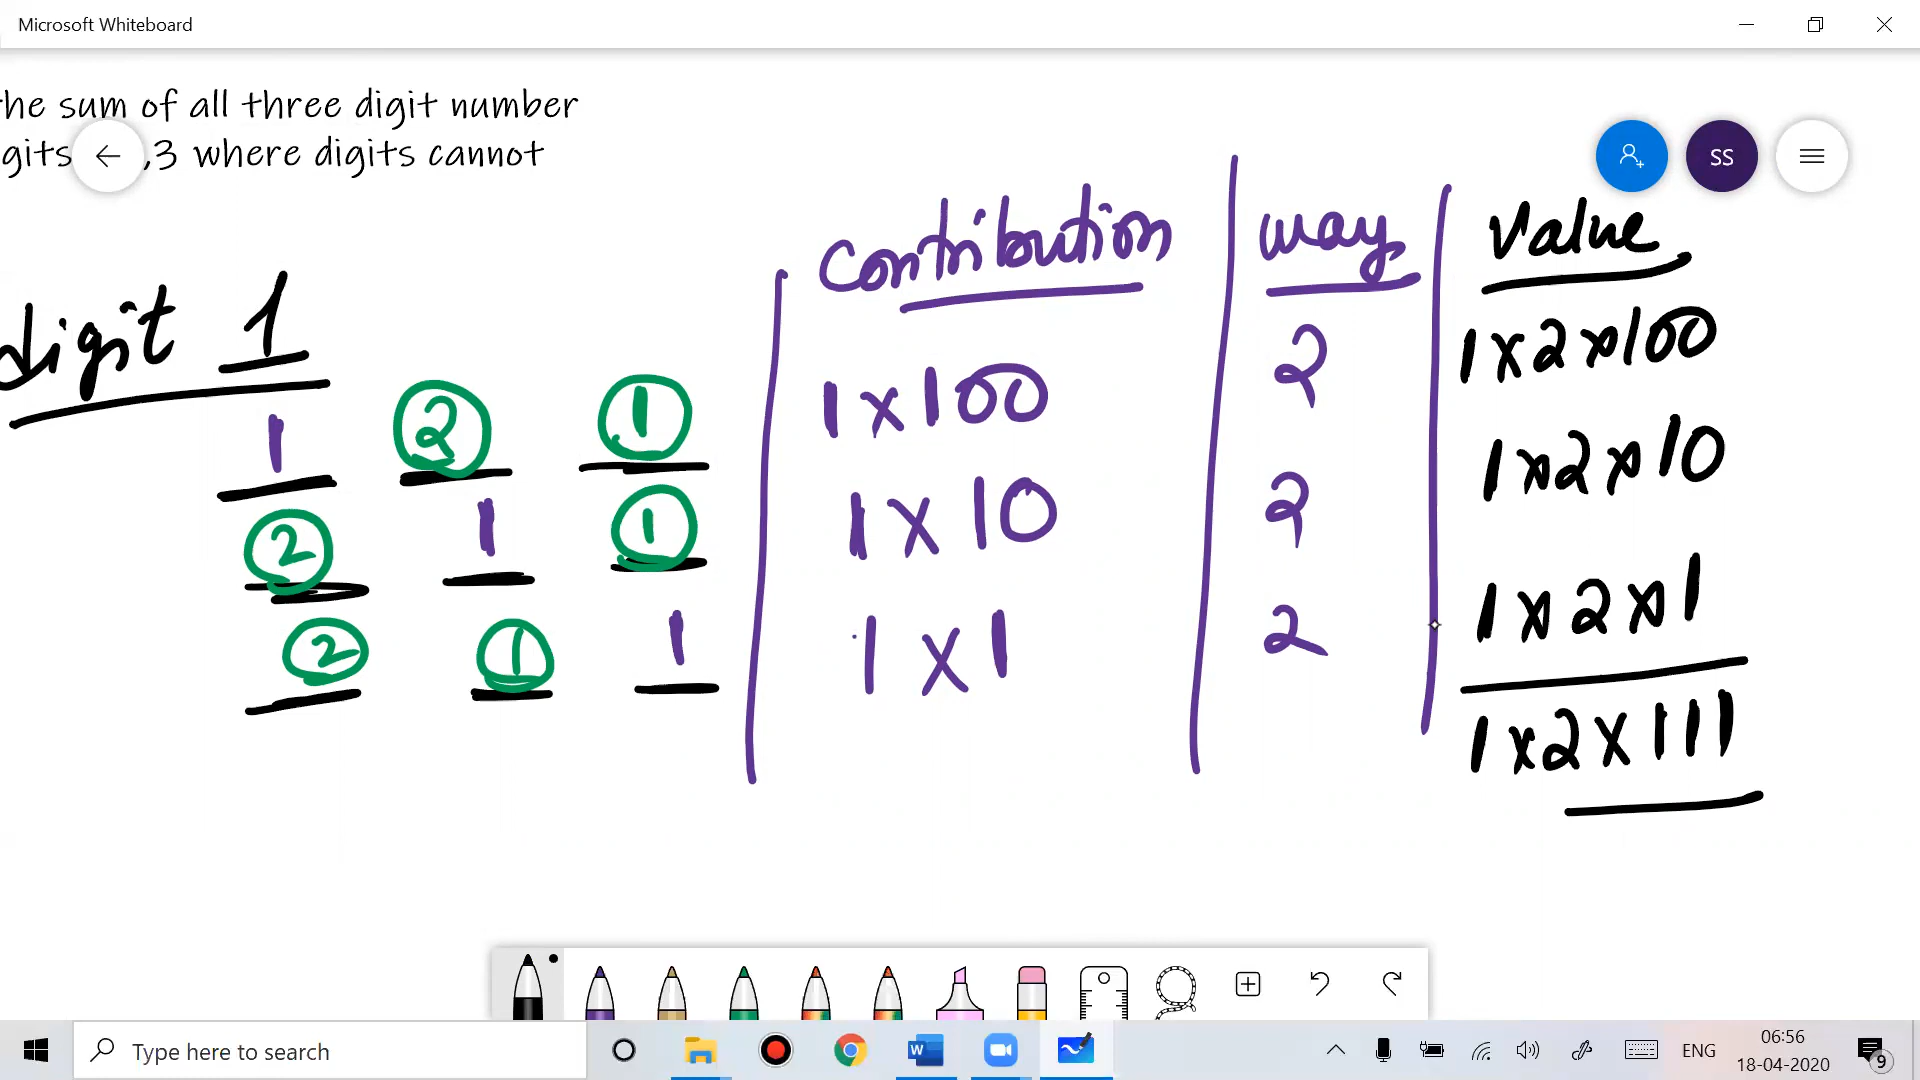 Microsoft Whiteboard
the sum of all three digit number
gits ,3 where digits cannot
SS
Contribution way Value
digit 1
1 2 1 1x100 2 1x2x100
2 1 1 1x10 2 1x2x10
2 1 1 1x1 2 1x2x1
1x2x111
Type here to search
W
ENG
06:56
18-04-2020
9